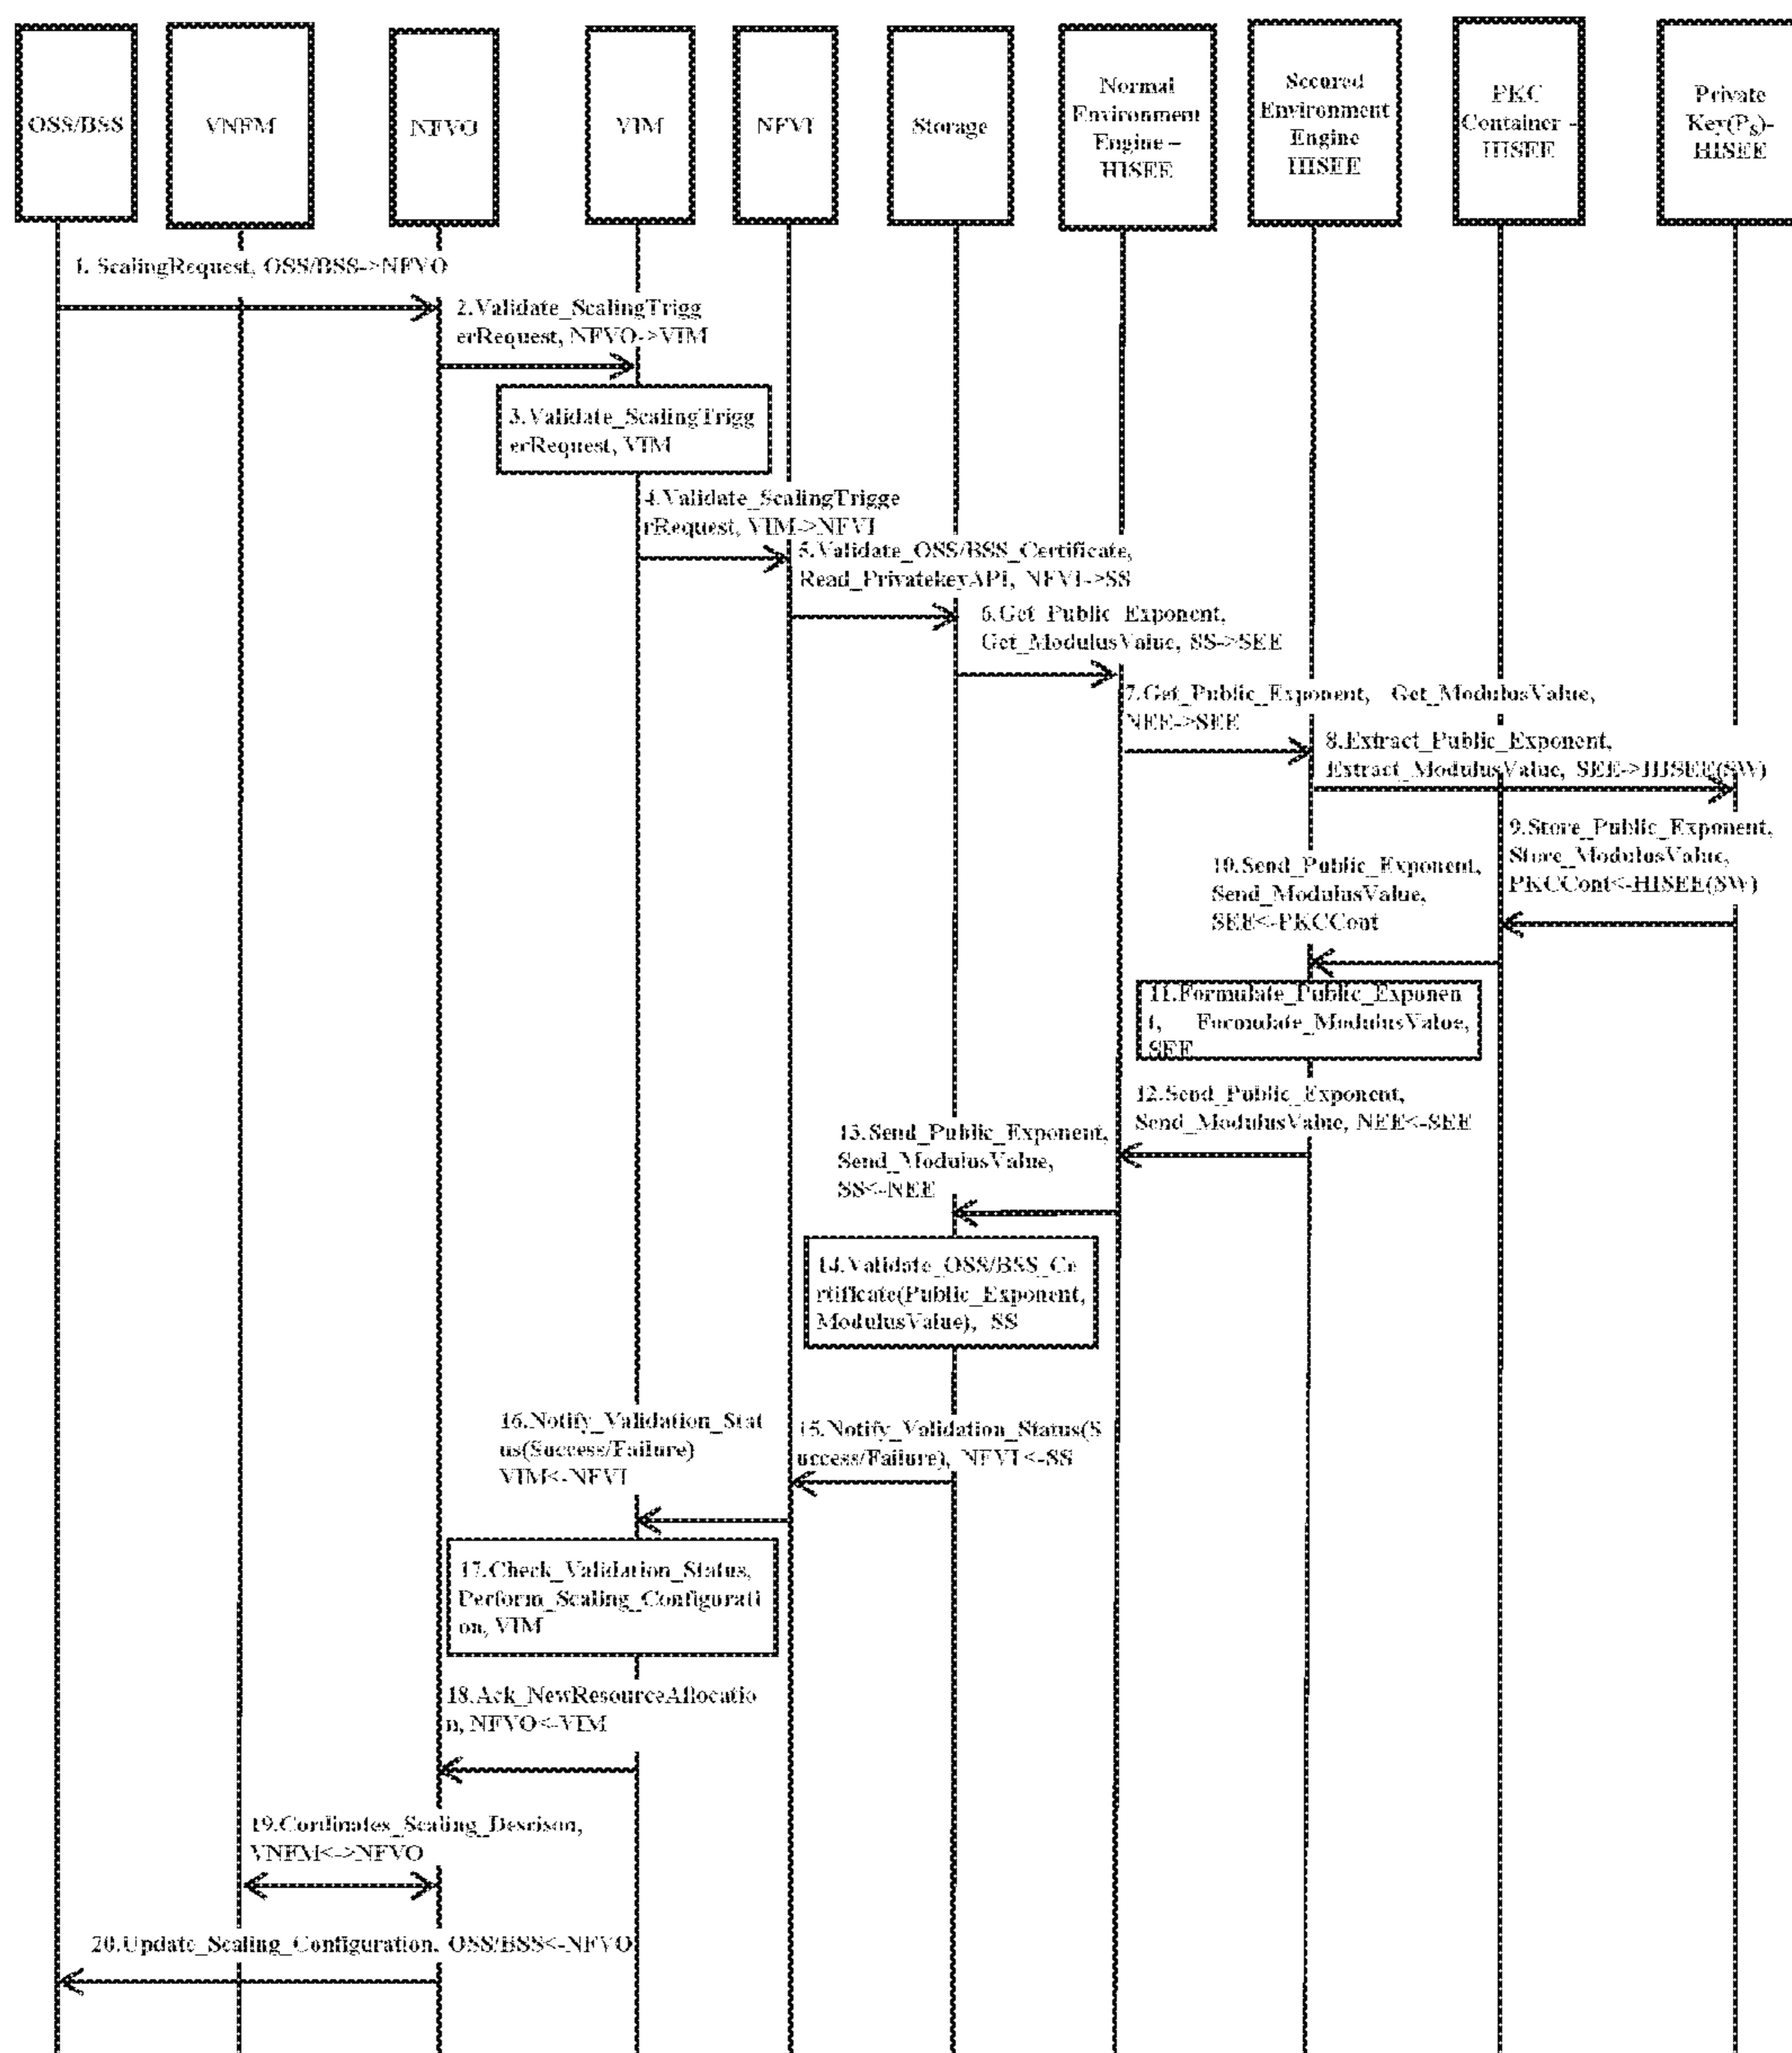 OSS/BSS
VNFM
NFVO
VIM
NFVI
Storage
Normal
Environment
Engine –
HISEE
Secured
Environment
Engine
HISEE
PKC
Container -
HISEE
Private
Key(PS)-
HISEE
1. ScalingRequest, OSS/BSS->NFVO
2.Validate_ScalingTrigg
erRequest, NFVO->VIM
3.Validate_ScalingTrigg
erRequest, VIM
4.Validate_ScalingTrigge
rRequest, VIM->NFVI
5.Validate_OSS/BSS_Certificate,
Read_PrivatekeyAPI, NFVI->SS
6.Get_Public_Exponent,
Get_ModulusValue, SS->SEE
7.Get_Public_Exponent, Get_ModulusValue,
NEE->SEE
8.Extract_Public_Exponent,
Extract_ModulusValue, SEE->HISEE(SW)
9.Store_Public_Exponent,
Store_ModulusValue,
PKCCont<-HISEE(SW)
10.Send_Public_Exponent,
Send_ModulusValue,
SEE<-PKCCont
11.Formulate_Public_Exponen
t, Formulate_ModulusValue,
SEE
12.Send_Public_Exponent,
Send_ModulusValue, NEE<-SEE
13.Send_Public_Exponent,
Send_ModulusValue,
SS<-NEE
14.Validate_OSS/BSS_Ce
rtificate(Public_Exponent,
ModulusValue), SS
15.Notify_Validation_Status(S
uccess/Failure), NFVI<-SS
16.Notify_Validation_Stat
us(Success/Failure)
VIM<-NFVI
17.Check_Validation_Status,
Perform_Scaling_Configurati
on, VIM
18.Ack_NewResourceAllocatio
n, NFVO<-VIM
19.Cordinates_Scaling_Desrison,
VNFM<->NFVO
20.Update_Scaling_Configuration, OSS/BSS<-NFVO